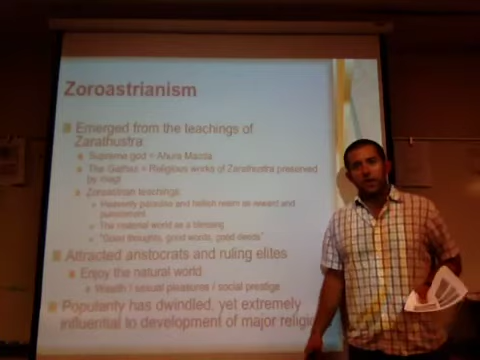 Zoroastrianism
Emerged from the teachings of
Zarathustra
Supreme god = Ahura Mazda
The Gathas = Religious works of Zarathustra preserved
by magi
Zoroastrian teachings
Heavenly paradise and hellish realm as reward and
punishment
The material world as a blessing
"Good thoughts, good words, good deeds"
Attracted aristocrats and ruling elites
Enjoy the natural world
Wealth / sexual pleasures / social prestige
Popularity has dwindled, yet extremely
influential to development of major religi